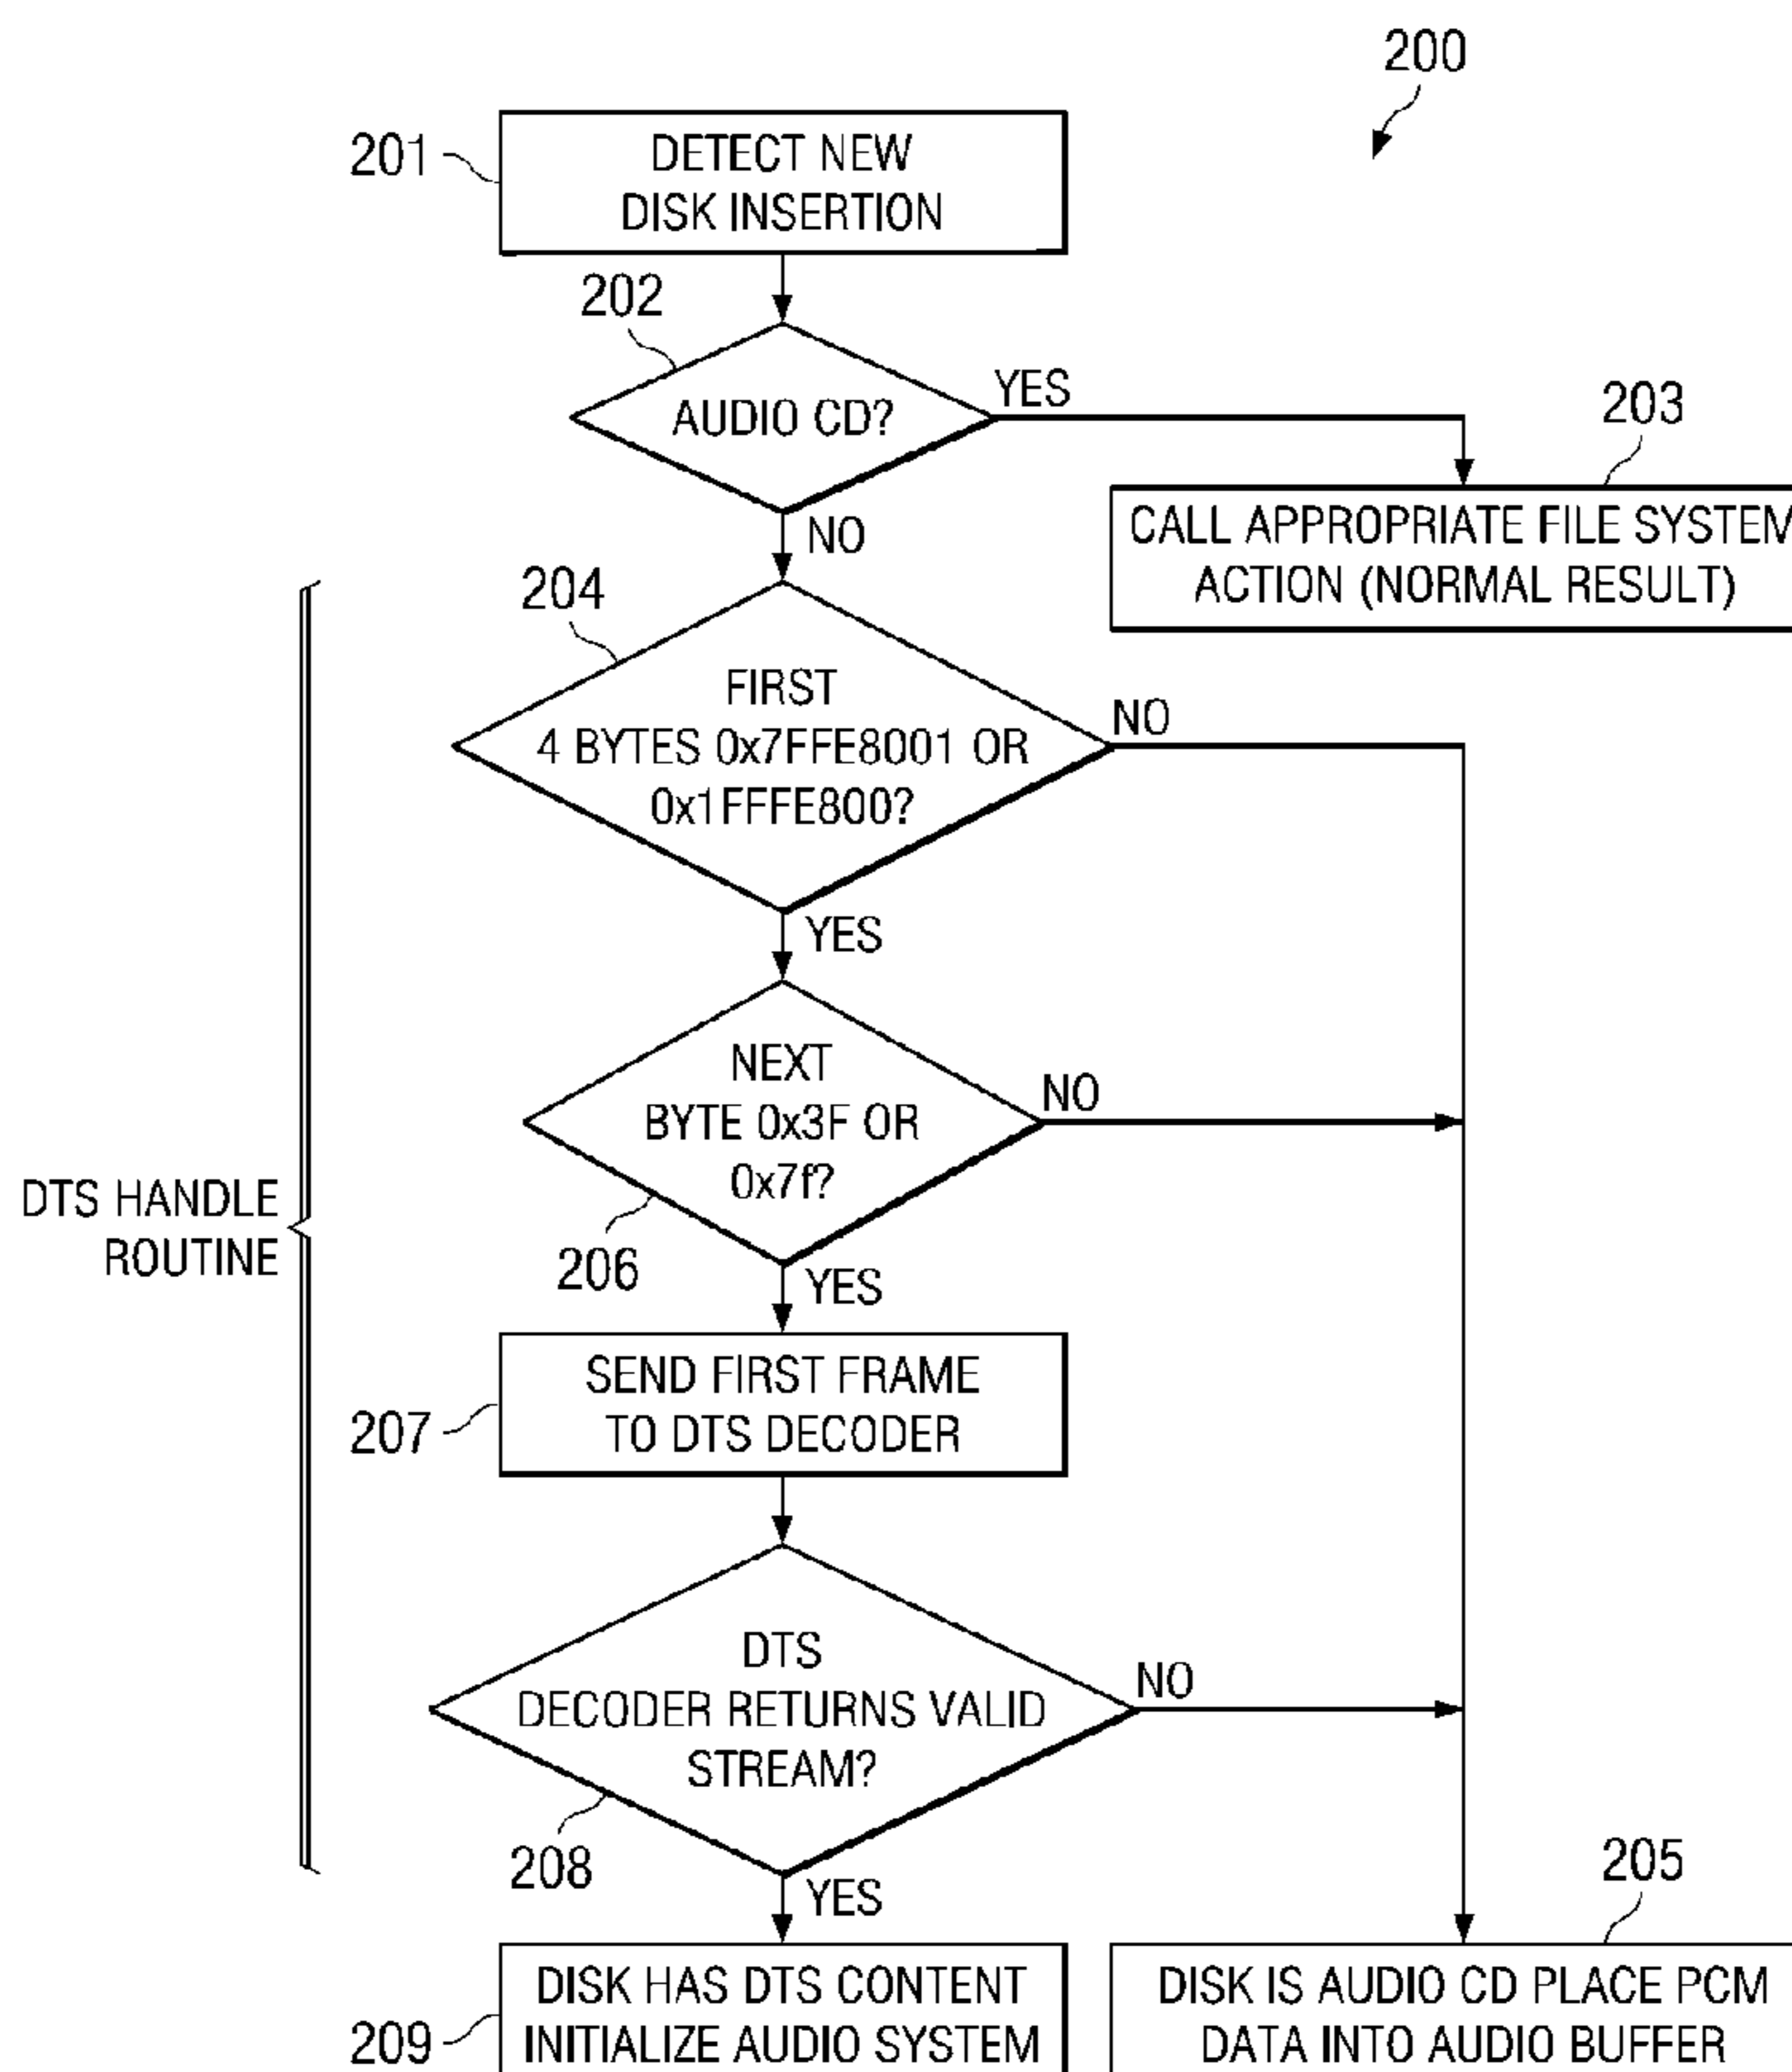 200
201
DETECT NEW
DISK INSERTION
202
AUDIO CD?
YES
203
CALL APPROPRIATE FILE SYSTEM
ACTION (NORMAL RESULT)
NO
204
FIRST
4 BYTES 0x7FFE8001 OR
0x1FFFE800?
NO
YES
NEXT
BYTE 0x3F OR
0x7f?
NO
206
YES
DTS HANDLE
ROUTINE
SEND FIRST FRAME
TO DTS DECODER
207
DTS
DECODER RETURNS VALID
STREAM?
NO
208
YES
205
DISK HAS DTS CONTENT
INITIALIZE AUDIO SYSTEM
209
DISK IS AUDIO CD PLACE PCM
DATA INTO AUDIO BUFFER